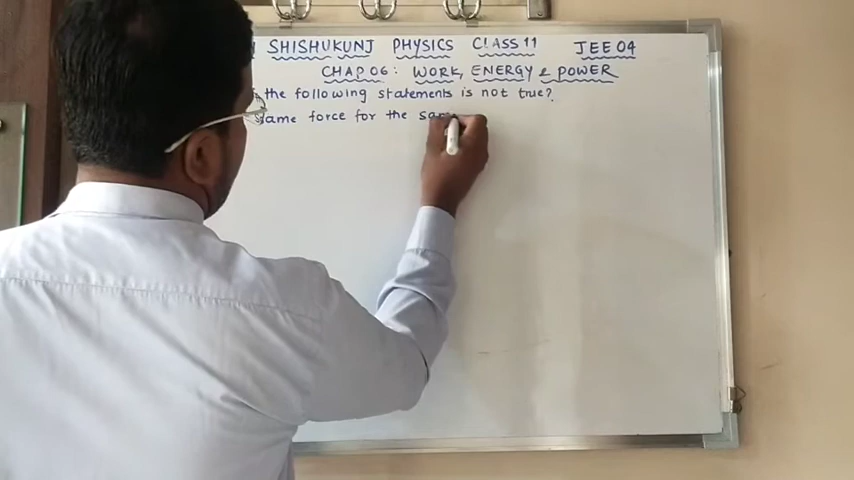 SHISHUKUNJ PHYSICS CLASS 11 JEE 04
CHAP 06 : WORK, ENERGY & POWER
the following statements is not true?
same force for the